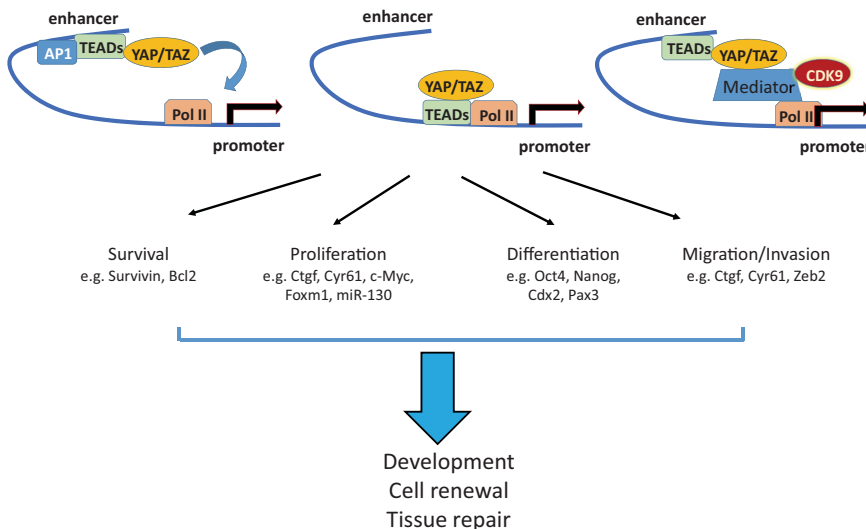 enhancer
AP1
TEADs
YAP/TAZ
Pol II
promoter
enhancer
YAP/TAZ
TEADs
Pol II
promoter
enhancer
TEADs
YAP/TAZ
CDK9
Mediator
Pol II
promoter
Survival
e.g. Survivin, Bcl2
Proliferation
e.g. Ctgf, Cyr61, c-Myc,
Foxm1, miR-130
Differentiation
e.g. Oct4, Nanog,
Cdx2, Pax3
Migration/Invasion
e.g. Ctgf, Cyr61, Zeb2
Development
Cell renewal
Tissue repair